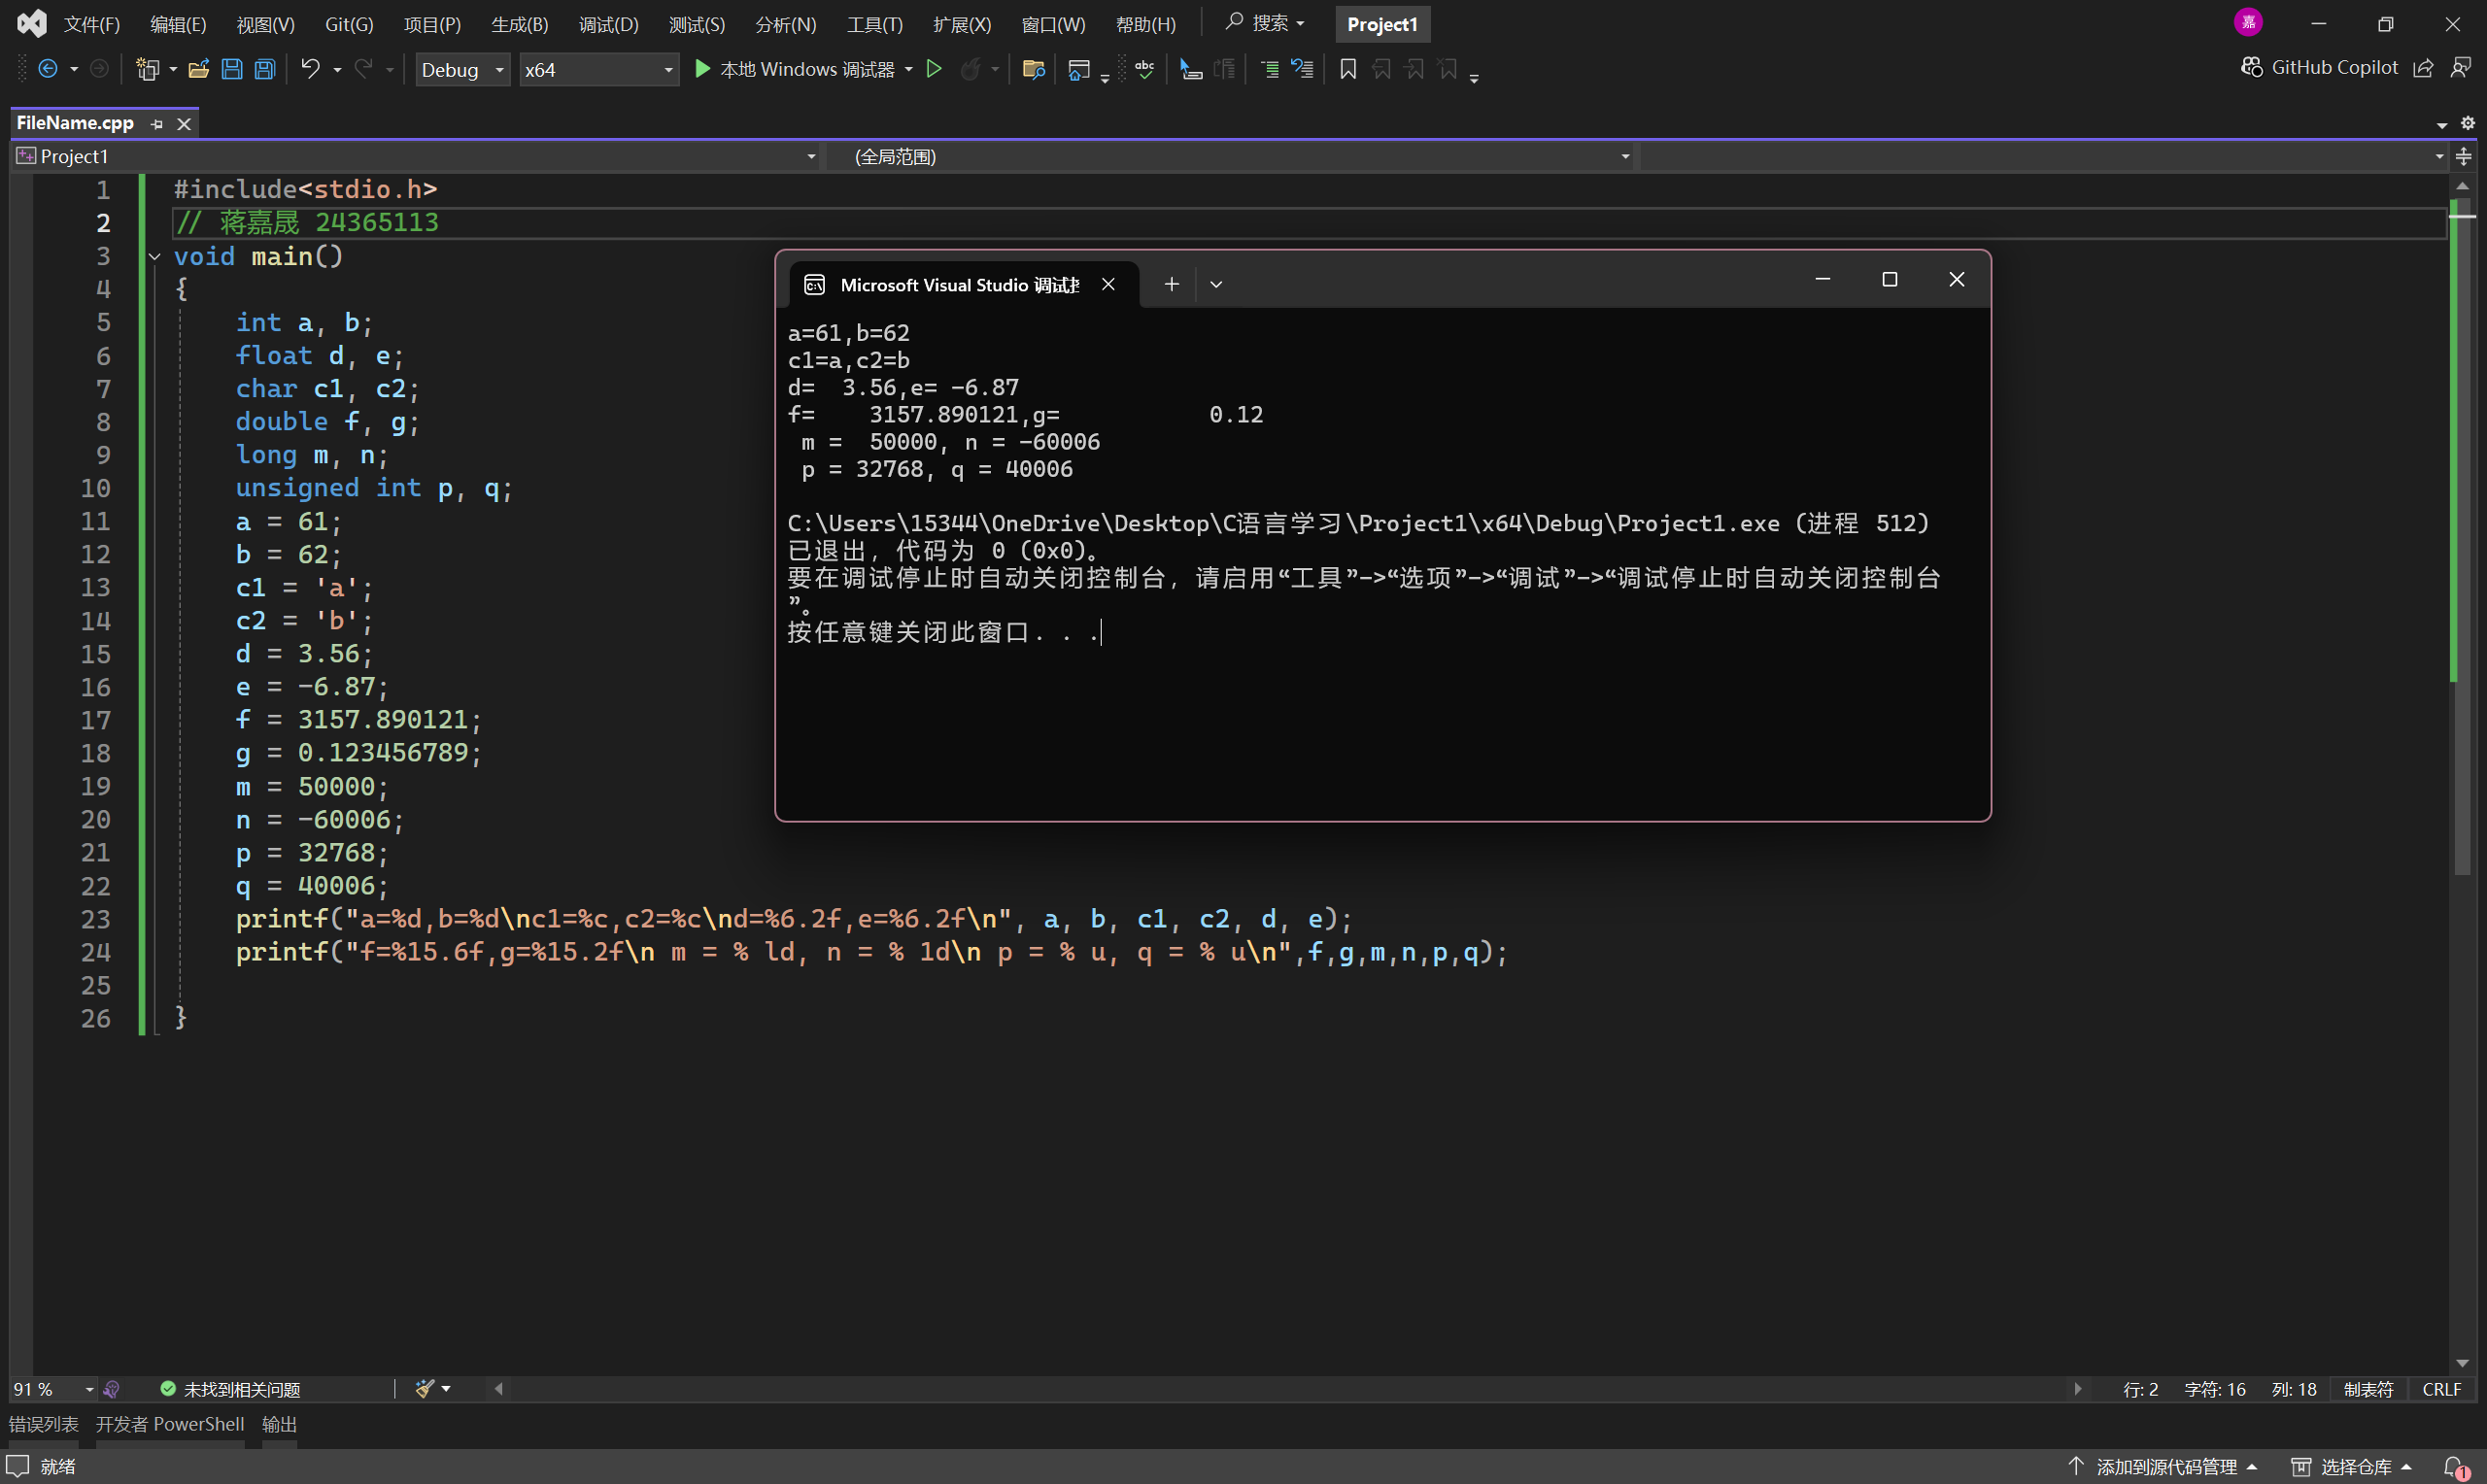 文件(F) 编辑(E) 视图(V) Git(G) 项目(P) 生成(B) 调试(D) 测试(S) 分析(N) 工具(T) 扩展(X) 窗口(W) 帮助(H) 搜索 Project1 嘉
Debug x64 本地 Windows 调试器 abc GitHub Copilot
FileName.cpp
Project1 (全局范围)
1 #include<stdio.h>
2 // 蒋嘉晟 24365113
3 void main()
4 {
5 int a, b;
6 float d, e;
7 char c1, c2;
8 double f, g;
9 long m, n;
10 unsigned int p, q;
11 a = 61;
12 b = 62;
13 c1 = 'a';
14 c2 = 'b';
15 d = 3.56;
16 e = -6.87;
17 f = 3157.890121;
18 g = 0.123456789;
19 m = 50000;
20 n = -60006;
21 p = 32768;
22 q = 40006;
23 printf("a=%d,b=%d\nc1=%c,c2=%c\nd=%6.2f,e=%6.2f\n", a, b, c1, c2, d, e);
24 printf("f=%15.6f,g=%15.2f\n m = % ld, n = % 1d\n p = % u, q = % u\n",f,g,m,n,p,q);
25
26 }
Microsoft Visual Studio 调试
a=61,b=62
c1=a,c2=b
d=  3.56,e= -6.87
f=    3157.890121,g=           0.12
 m =  50000, n = -60006
 p = 32768, q = 40006
C:\Users\15344\OneDrive\Desktop\C语言学习\Project1\x64\Debug\Project1.exe (进程 512)
已退出，代码为 0 (0x0)。
要在调试停止时自动关闭控制台，请启用“工具”->“选项”->“调试”->“调试停止时自动关闭控制台
”。
按任意键关闭此窗口. . .
91 % 未找到相关问题 行: 2 字符: 16 列: 18 制表符 CRLF
错误列表 开发者 PowerShell 输出
就绪 添加到源代码管理 选择仓库 1